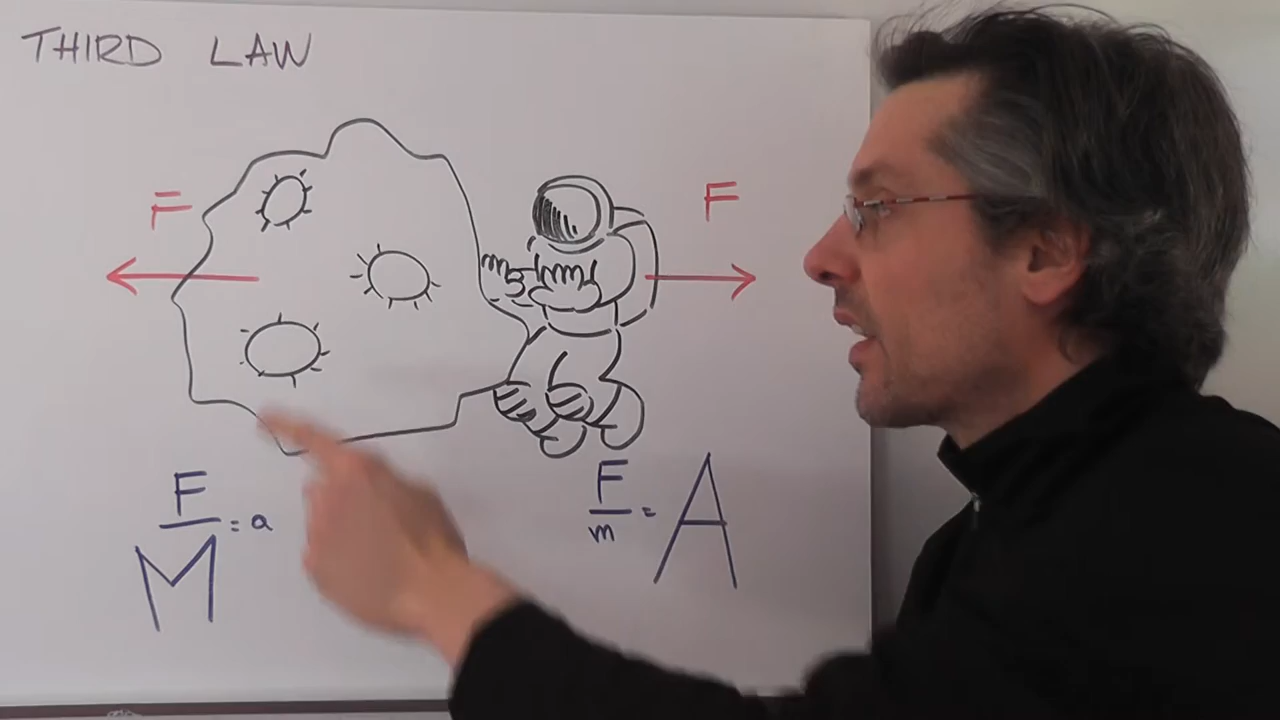 THIRD LAW
F
F
F/M = a
F/m = A